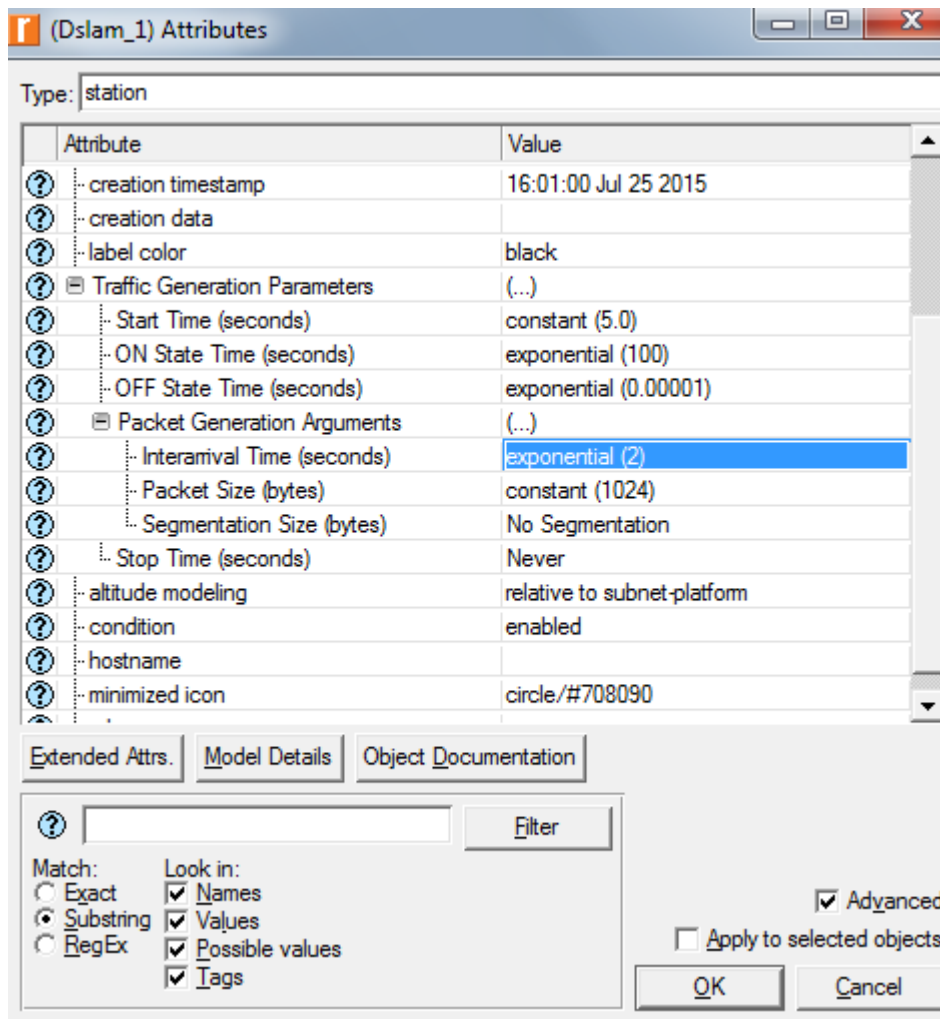 r (Dslam_1) Attributes
Type: station
Attribute Value
creation timestamp 16:01:00 Jul 25 2015
creation data
label color black
Traffic Generation Parameters (...)
Start Time (seconds) constant (5.0)
ON State Time (seconds) exponential (100)
OFF State Time (seconds) exponential (0.00001)
Packet Generation Arguments (...)
Interarrival Time (seconds) exponential (2)
Packet Size (bytes) constant (1024)
Segmentation Size (bytes) No Segmentation
Stop Time (seconds) Never
altitude modeling relative to subnet-platform
condition enabled
hostname
minimized icon circle/#708090
Extended Attrs. Model Details Object Documentation
Filter
Match: Look in:
Exact Names
Substring Values
RegEx Possible values
Tags
Advanced
Apply to selected objects
OK Cancel